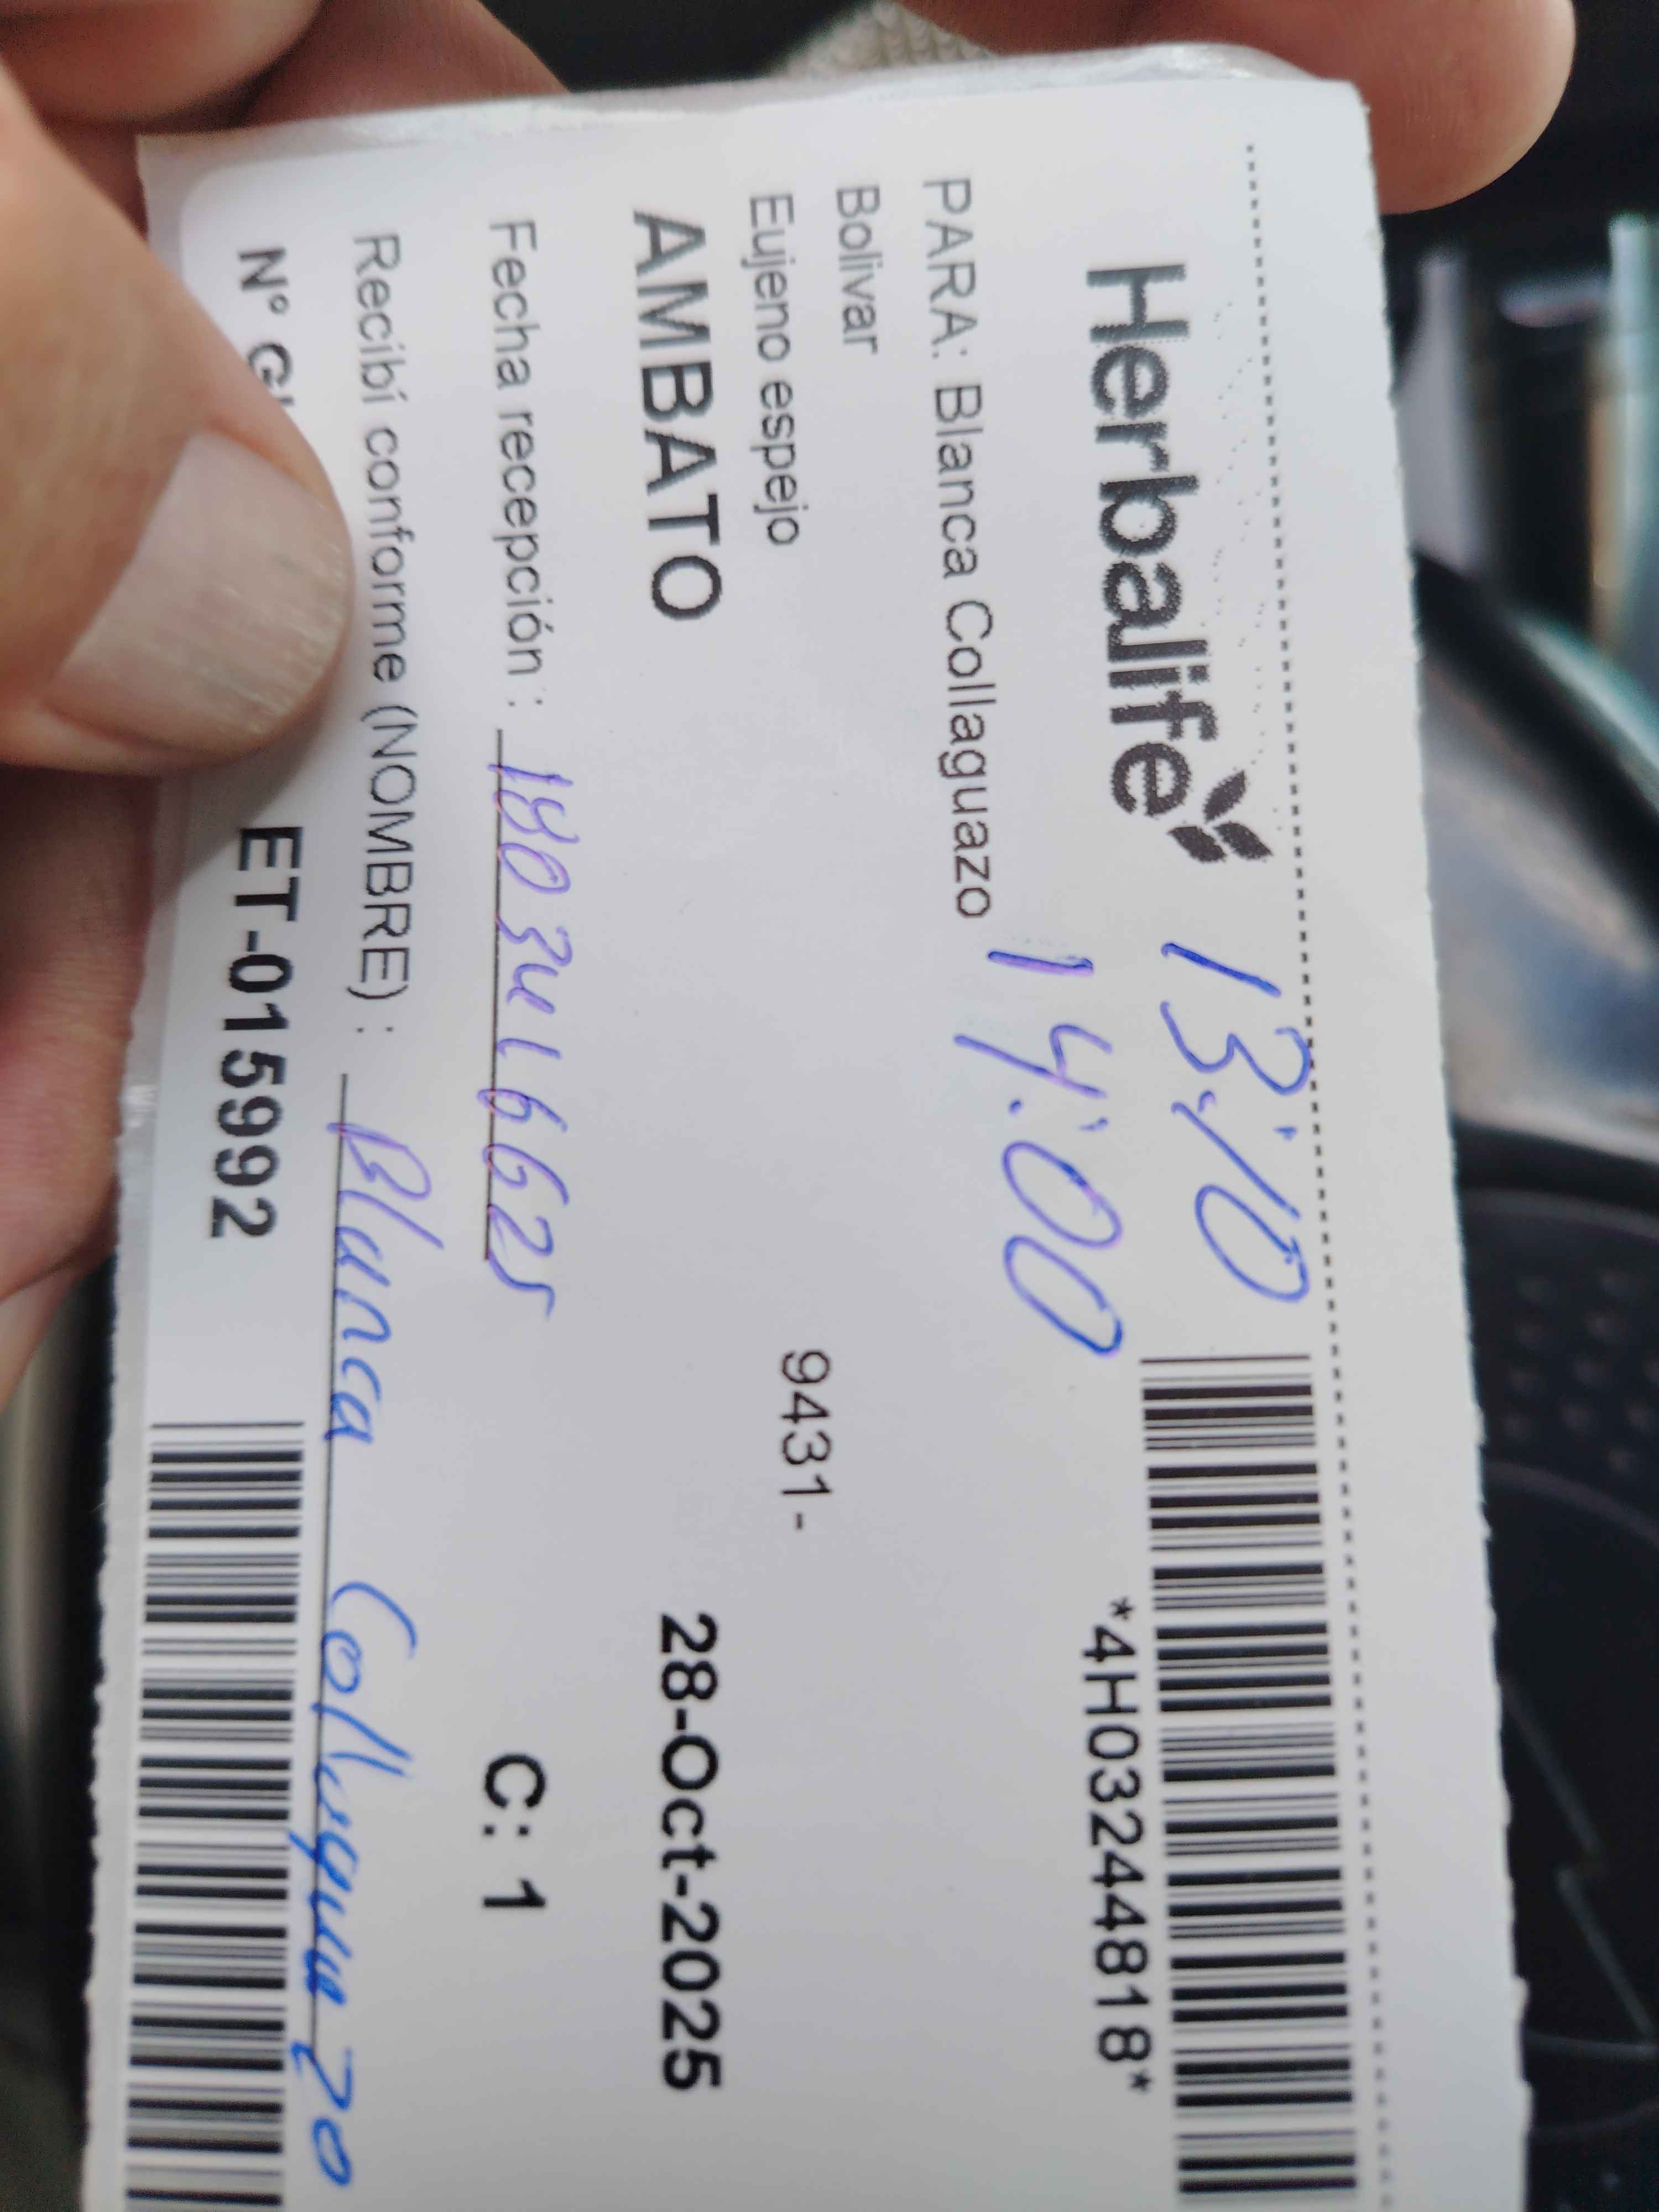 Herbalife 13:10
*4H03244818*
PARA: Blanca Collaguazo 14:00
Bolivar
Eujeno espejo 9431-
AMBATO 28-Oct-2025
Fecha recepción : 1803416625 C: 1
Recibí conforme (NOMBRE) : Blanca Collaguazo
N° ET-015992